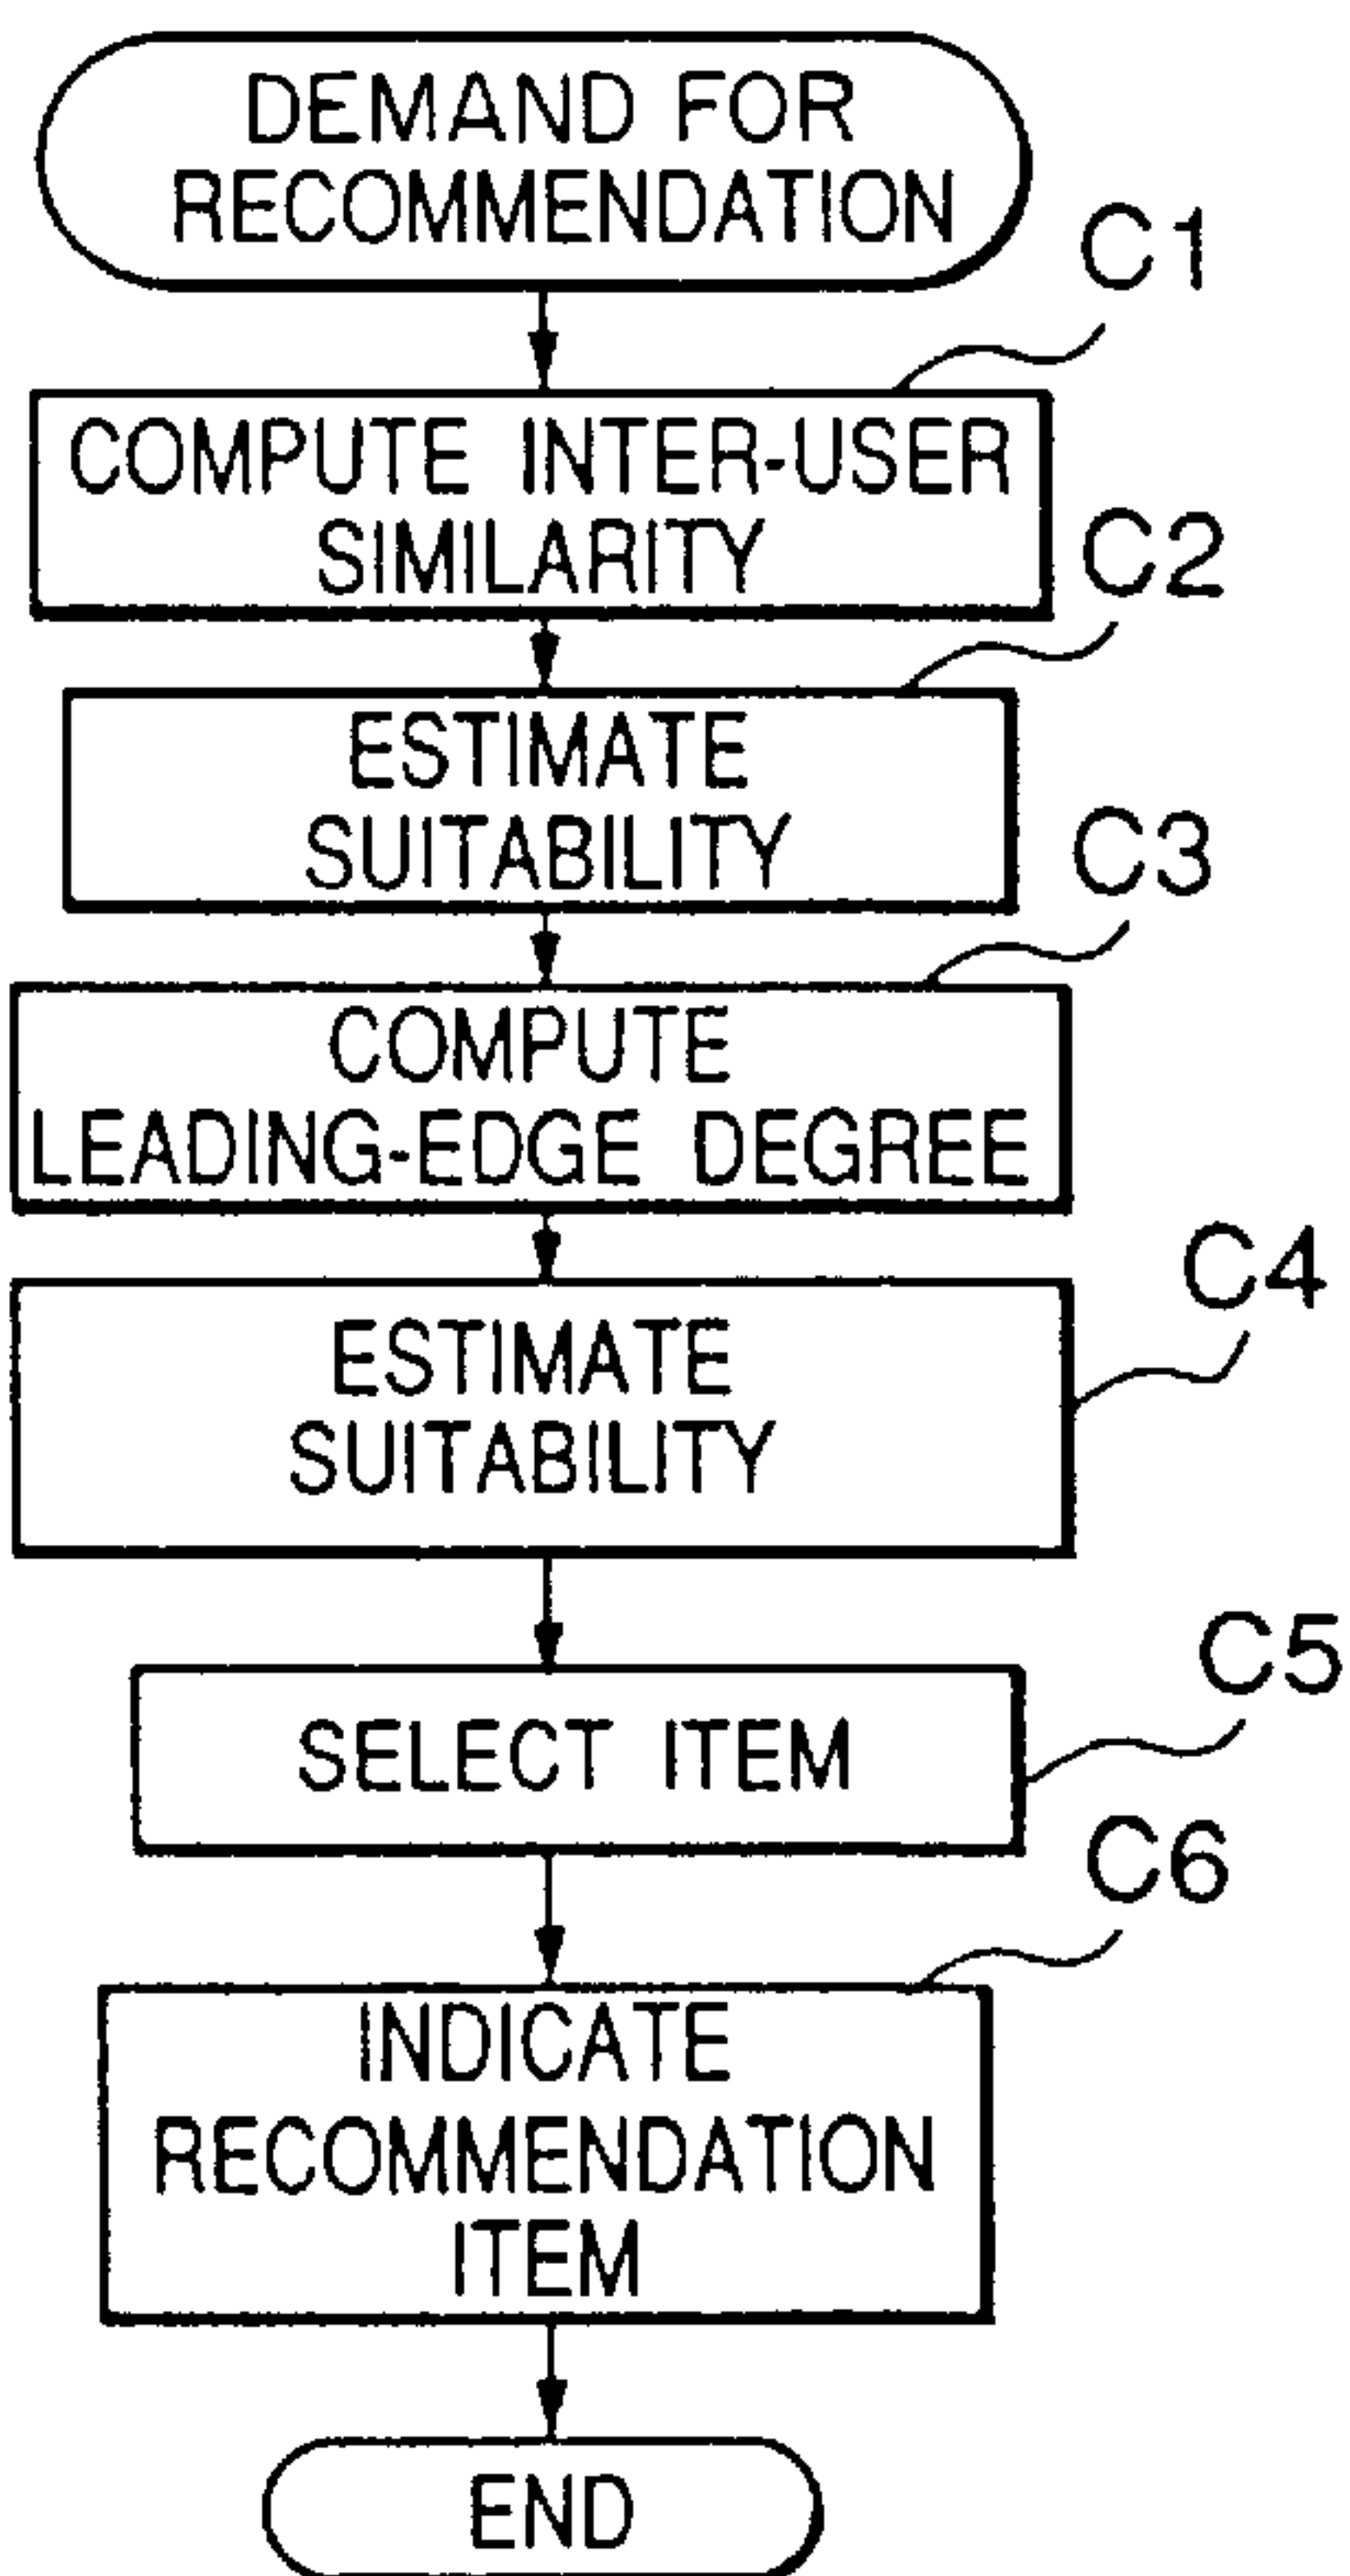 DEMAND FOR
RECOMMENDATION
C1
COMPUTE INTER-USER
SIMILARITY
C2
ESTIMATE
SUITABILITY
C3
COMPUTE
LEADING-EDGE DEGREE
C4
ESTIMATE
SUITABILITY
C5
SELECT ITEM
C6
INDICATE
RECOMMENDATION
ITEM
END